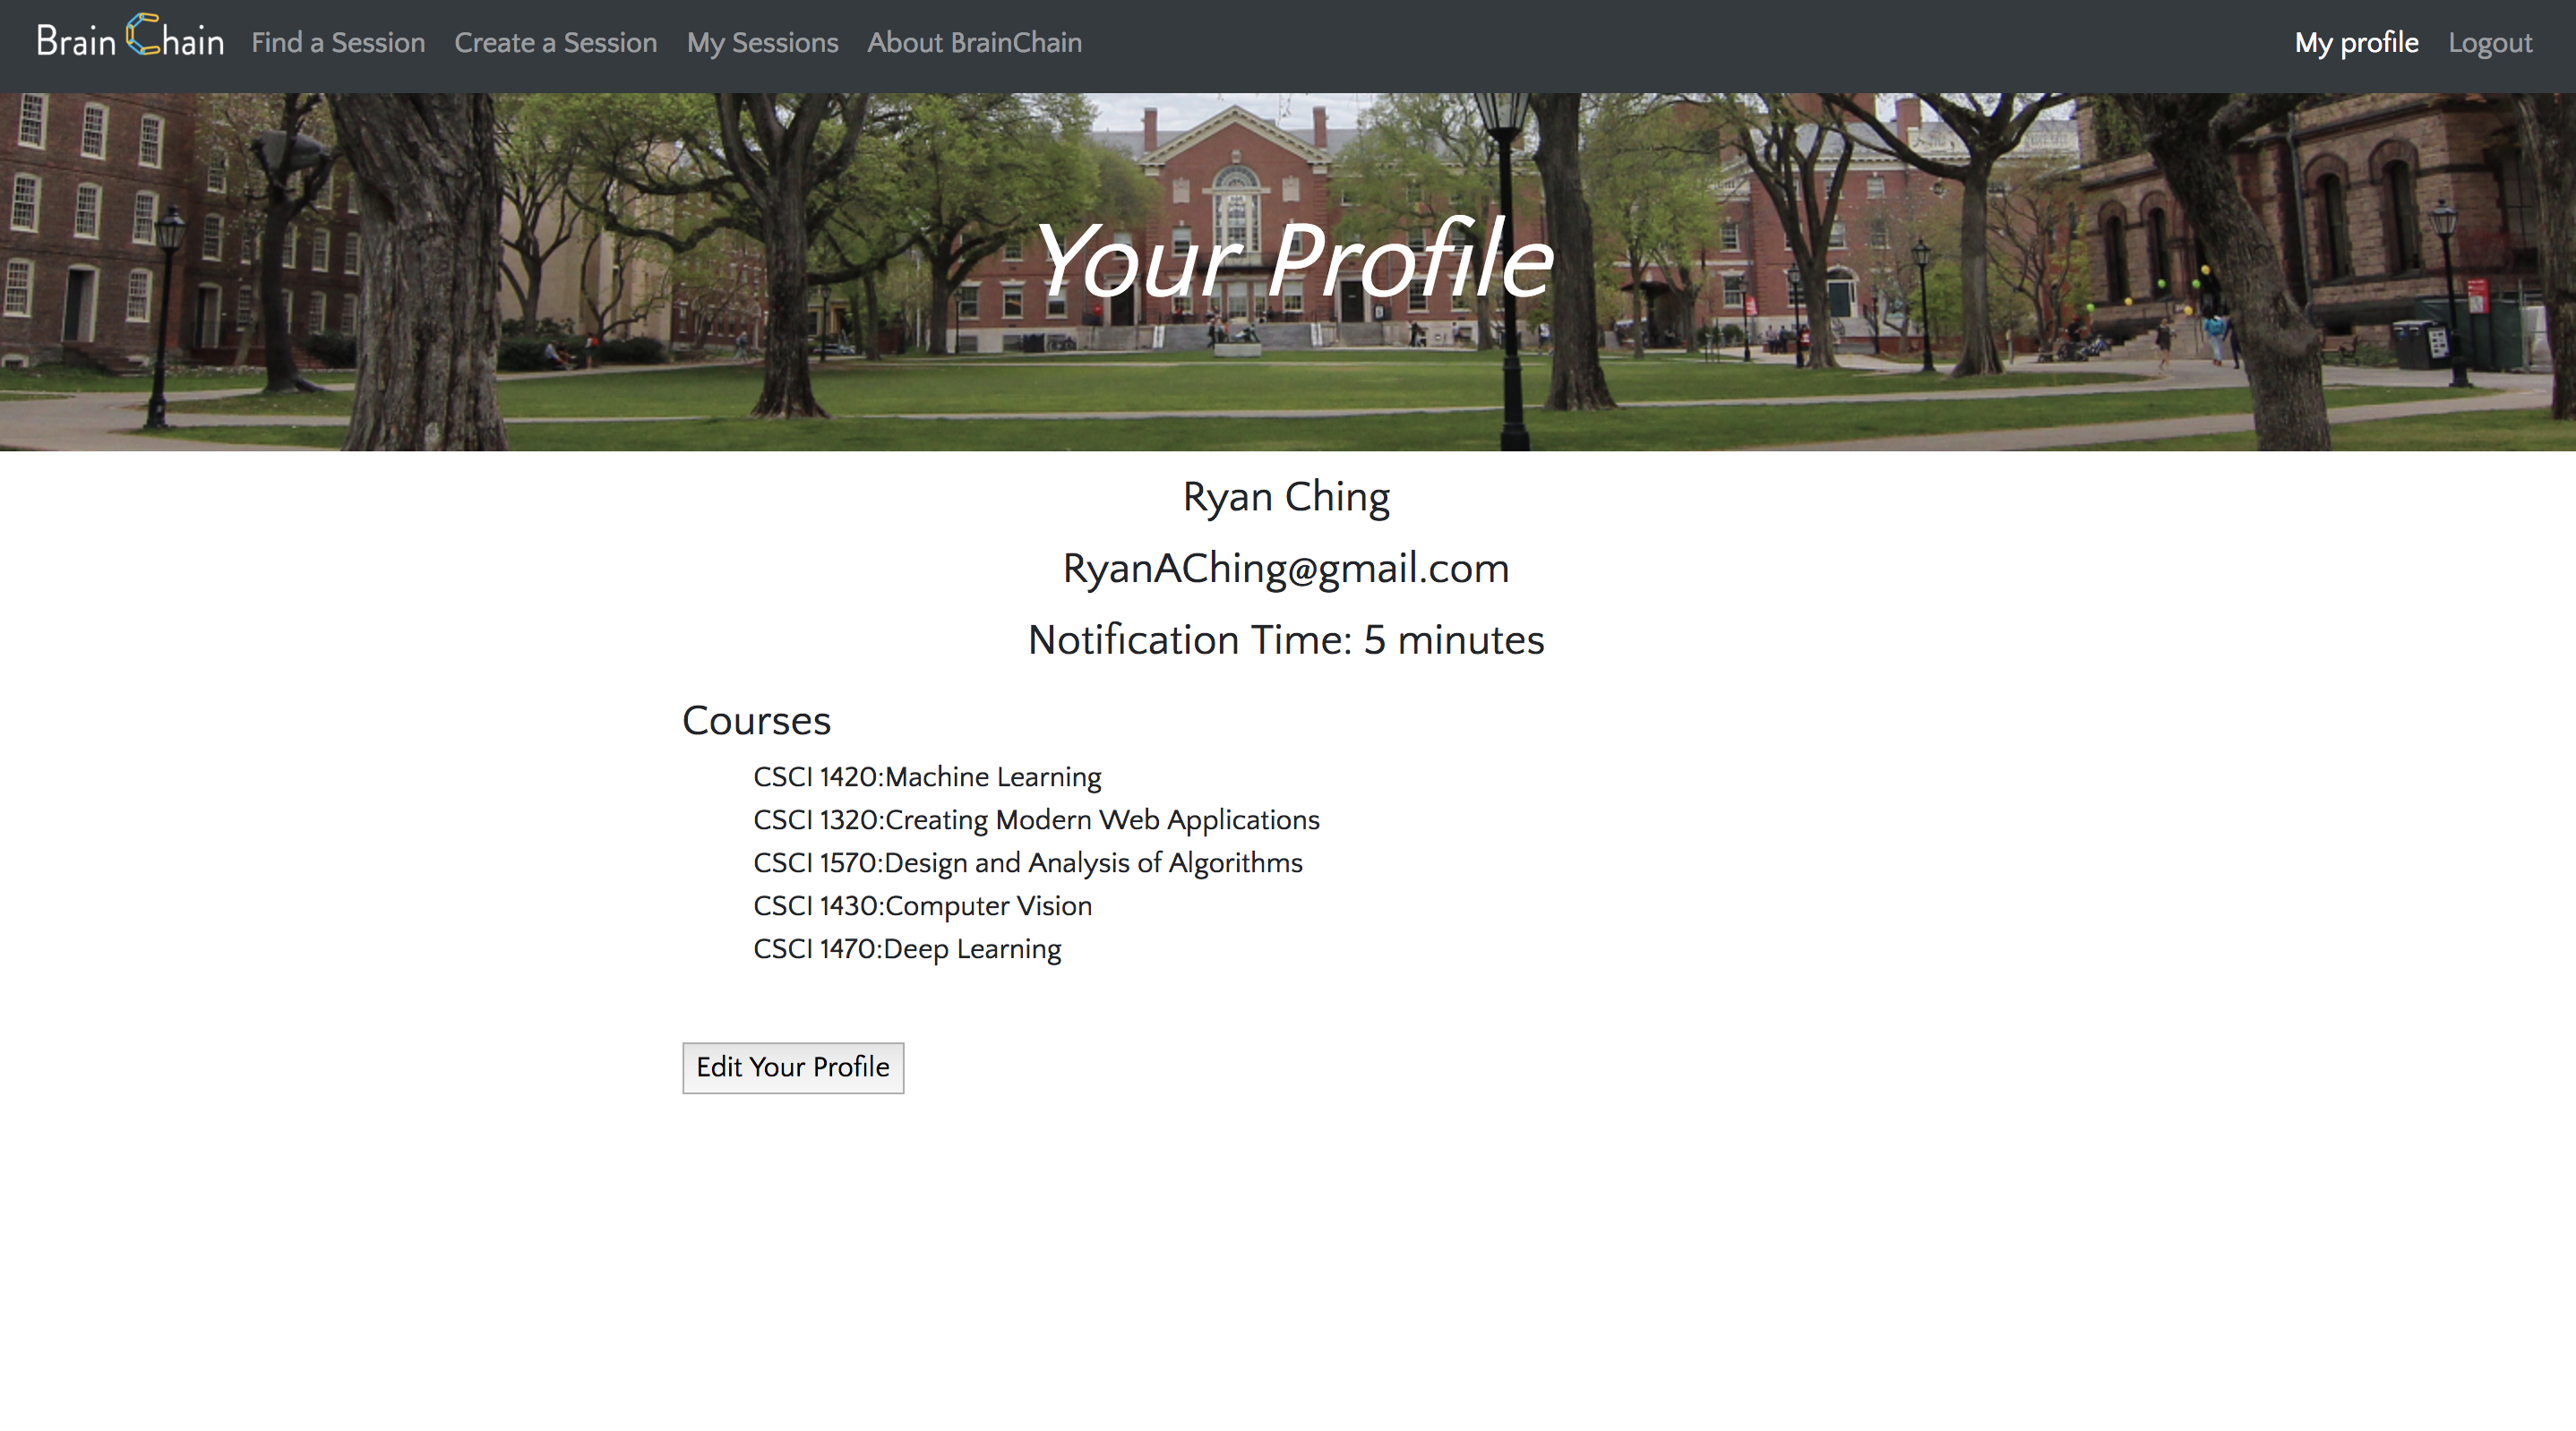 Brain Chain Find a Session Create a Session My Sessions About BrainChain My profile Logout
Your Profile
Ryan Ching
RyanAChing@gmail.com
Notification Time: 5 minutes
Courses
CSCI 1420:Machine Learning
CSCI 1320:Creating Modern Web Applications
CSCI 1570:Design and Analysis of Algorithms
CSCI 1430:Computer Vision
CSCI 1470:Deep Learning
Edit Your Profile